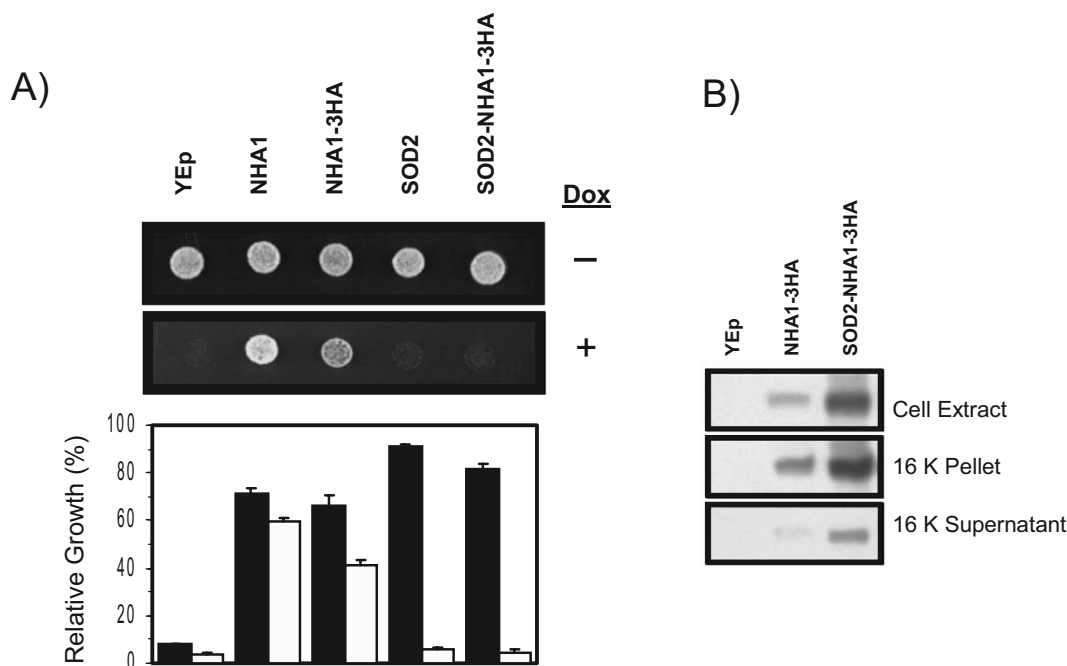 A)
YEp
NHA1
NHA1-3HA
SOD2
SOD2-NHA1-3HA
Dox
–
+
Relative Growth (%)
100
80
60
40
20
0
B)
YEp
NHA1-3HA
SOD2-NHA1-3HA
Cell Extract
16 K Pellet
16 K Supernatant